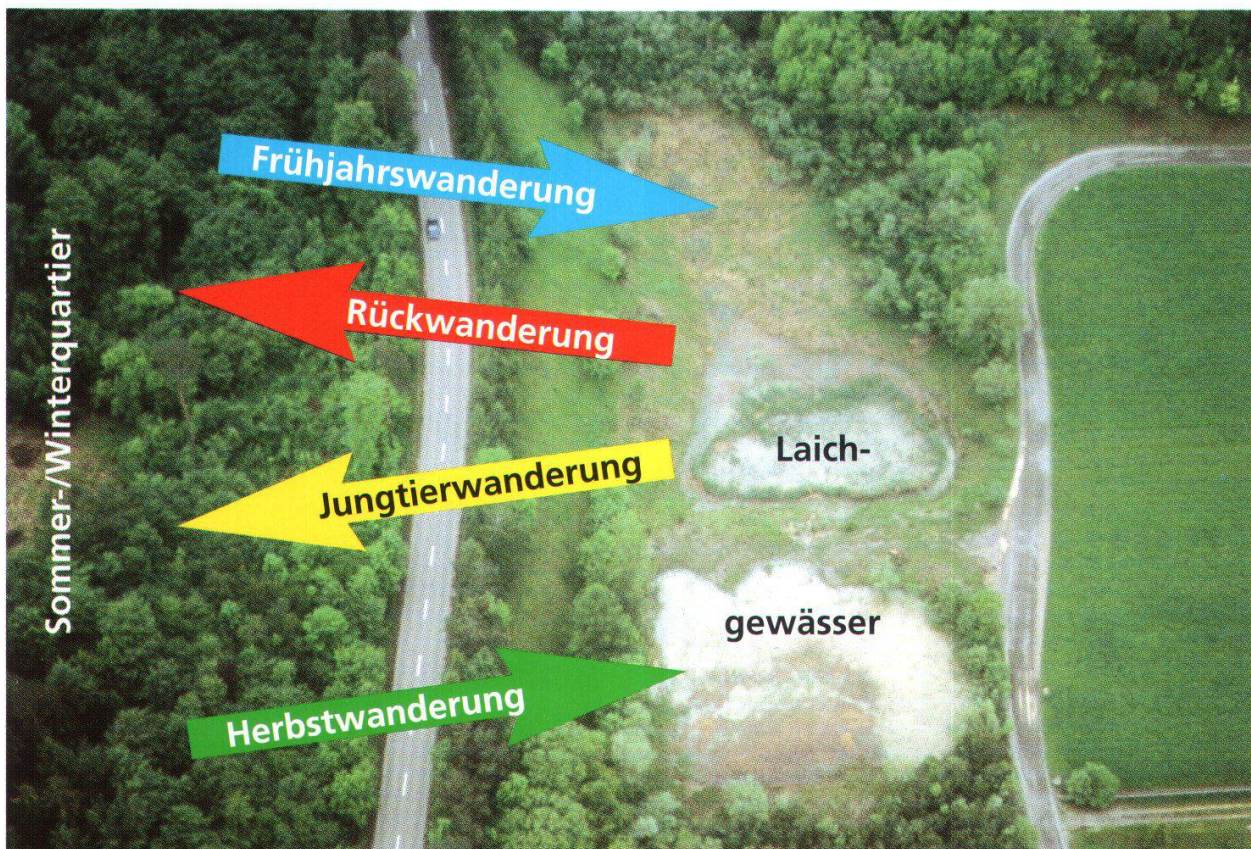 Frühjahrswanderung
Rückwanderung
Sommer-/Winterquartier
Jungtierwanderung
Laich-
gewässer
Herbstwanderung